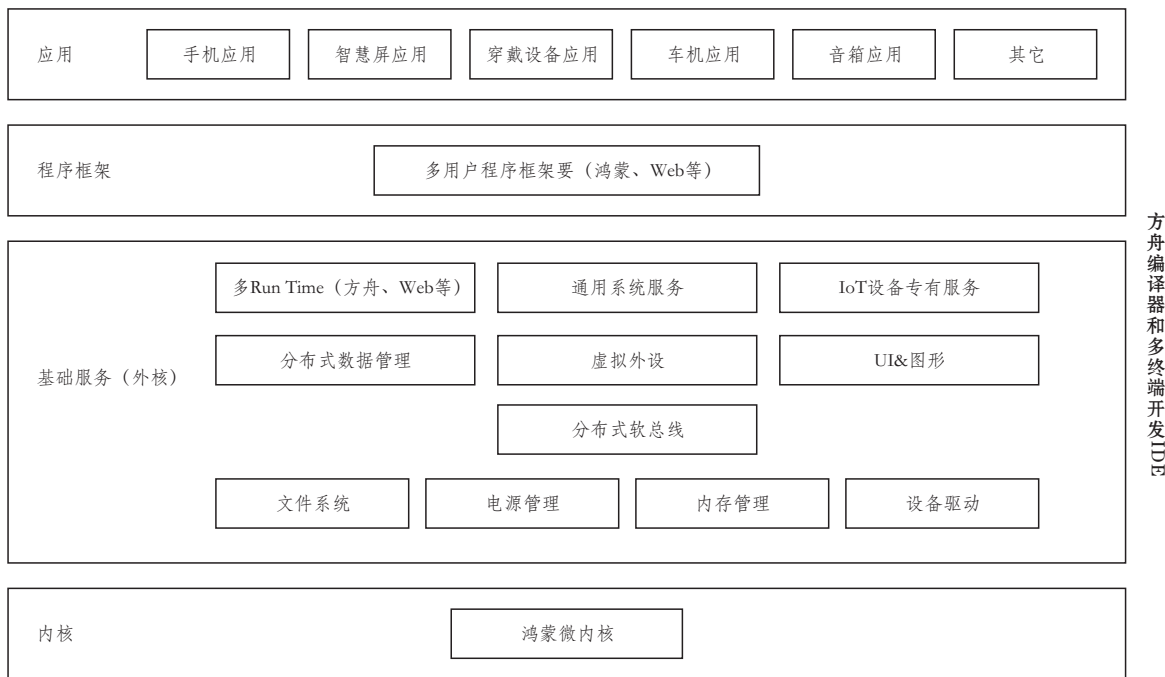 应用
手机应用
智慧屏应用
穿戴设备应用
车机应用
音箱应用
其它
程序框架
多用户程序框架要（鸿蒙、Web等）
基础服务（外核）
多Run Time（方舟、Web等）
通用系统服务
IoT设备专有服务
分布式数据管理
虚拟外设
UI&图形
分布式软总线
文件系统
电源管理
内存管理
设备驱动
内核
鸿蒙微内核
方舟编译器和多终端开发IDE